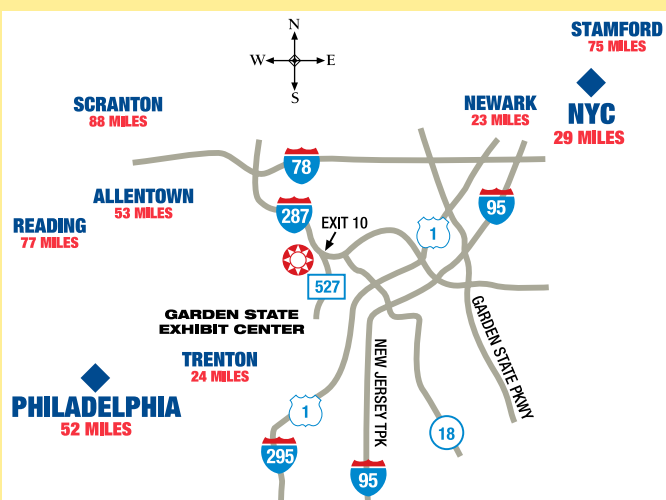 N
W E
S
STAMFORD
75 MILES
NYC
29 MILES
NEWARK
23 MILES
SCRANTON
88 MILES
78
ALLENTOWN
53 MILES
READING
77 MILES
287
EXIT 10
1
95
527
GARDEN STATE
EXHIBIT CENTER
GARDEN STATE PKWY
TRENTON
24 MILES
NEW JERSEY TPK
PHILADELPHIA
52 MILES
1
18
295
95